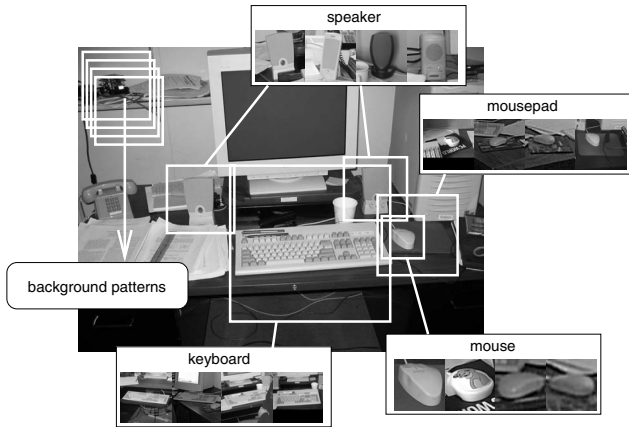 speaker
mousepad
background patterns
keyboard
mouse